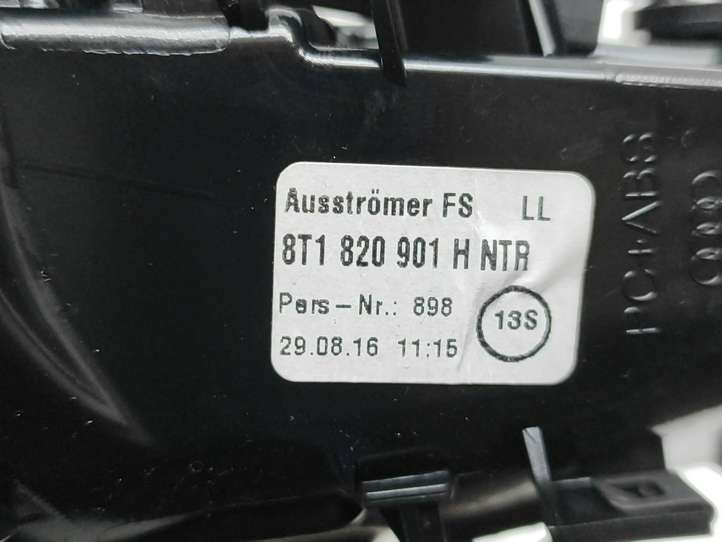 Ausströmer FS LL
8T1 820 901 H NTR
Pers-Nr.: 898
13S
29.08.16 11:15
PC+ABS